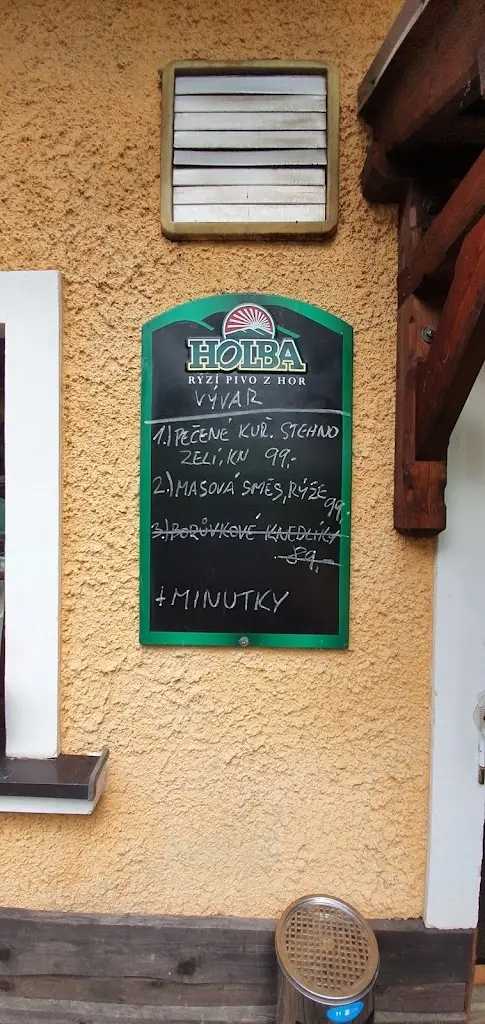 HOLBA
RYZÍ PIVO Z HOR
VÝVAR
1.) PEČENÉ KUŘ. STEHNO
ZELÍ, KN 99,-
2.) MASOVÁ SMĚS, RÝŽE
99,
3.) BORŮVKOVÉ KNEDLÍKY
89,-
+ MINUTKY